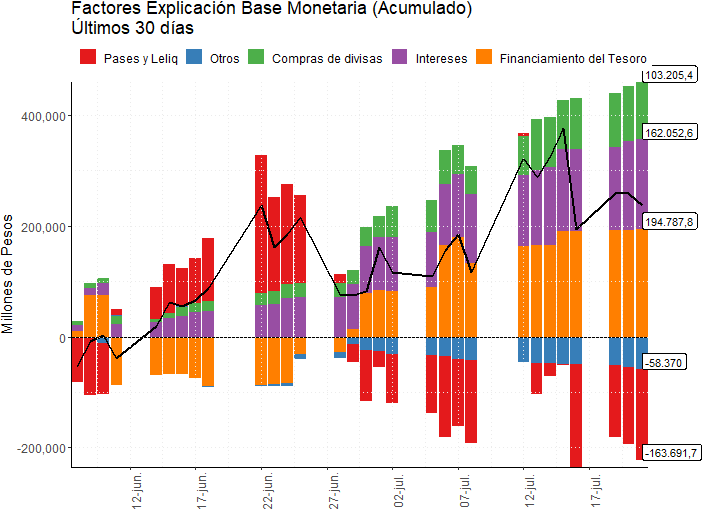 Factores Explicación Base Monetaria (Acumulado)
Últimos 30 días
Pases y Leliq Otros Compras de divisas Intereses Financiamiento del Tesoro
Millones de Pesos
400,000
200,000
0
-200,000
103.205,4
162.052,6
194.787,8
-58.370
-163.691,7
12-jun. 17-jun. 22-jun. 27-jun. 02-jul. 07-jul. 12-jul. 17-jul.